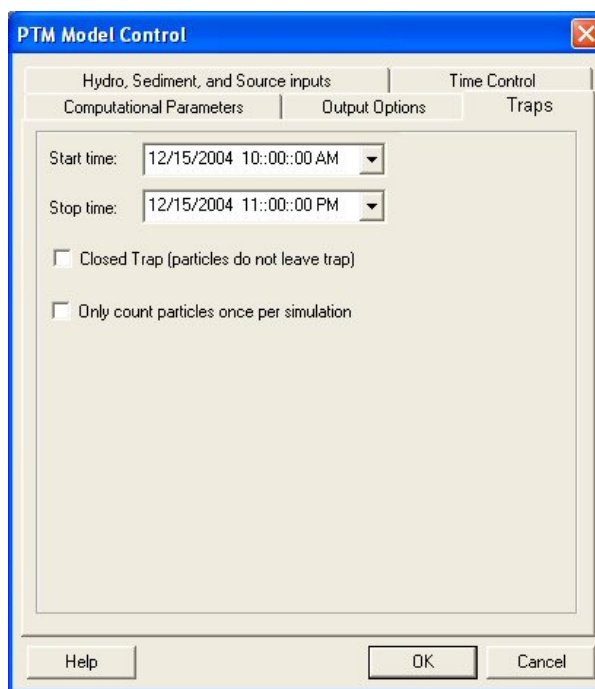 PTM Model Control
Hydro, Sediment, and Source inputs Time Control
Computational Parameters Output Options Traps
Start time: 12/15/2004 10::00::00 AM
Stop time: 12/15/2004 11::00::00 PM
Closed Trap (particles do not leave trap)
Only count particles once per simulation
Help OK Cancel